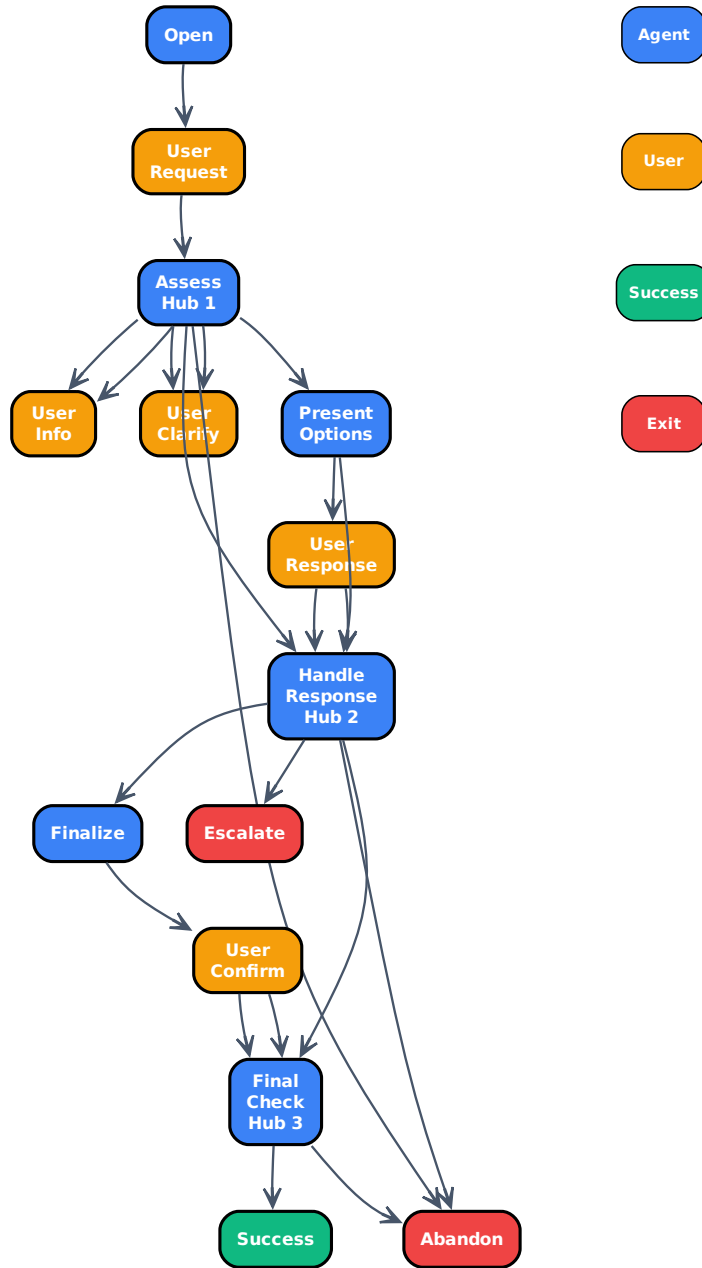 Open
Agent
User
Request
User
Assess
Hub 1
Success
User
Info
User
Clarify
Present
Options
Exit
User
Response
Handle
Response
Hub 2
Finalize
Escalate
User
Confirm
Final
Check
Hub 3
Success
Abandon